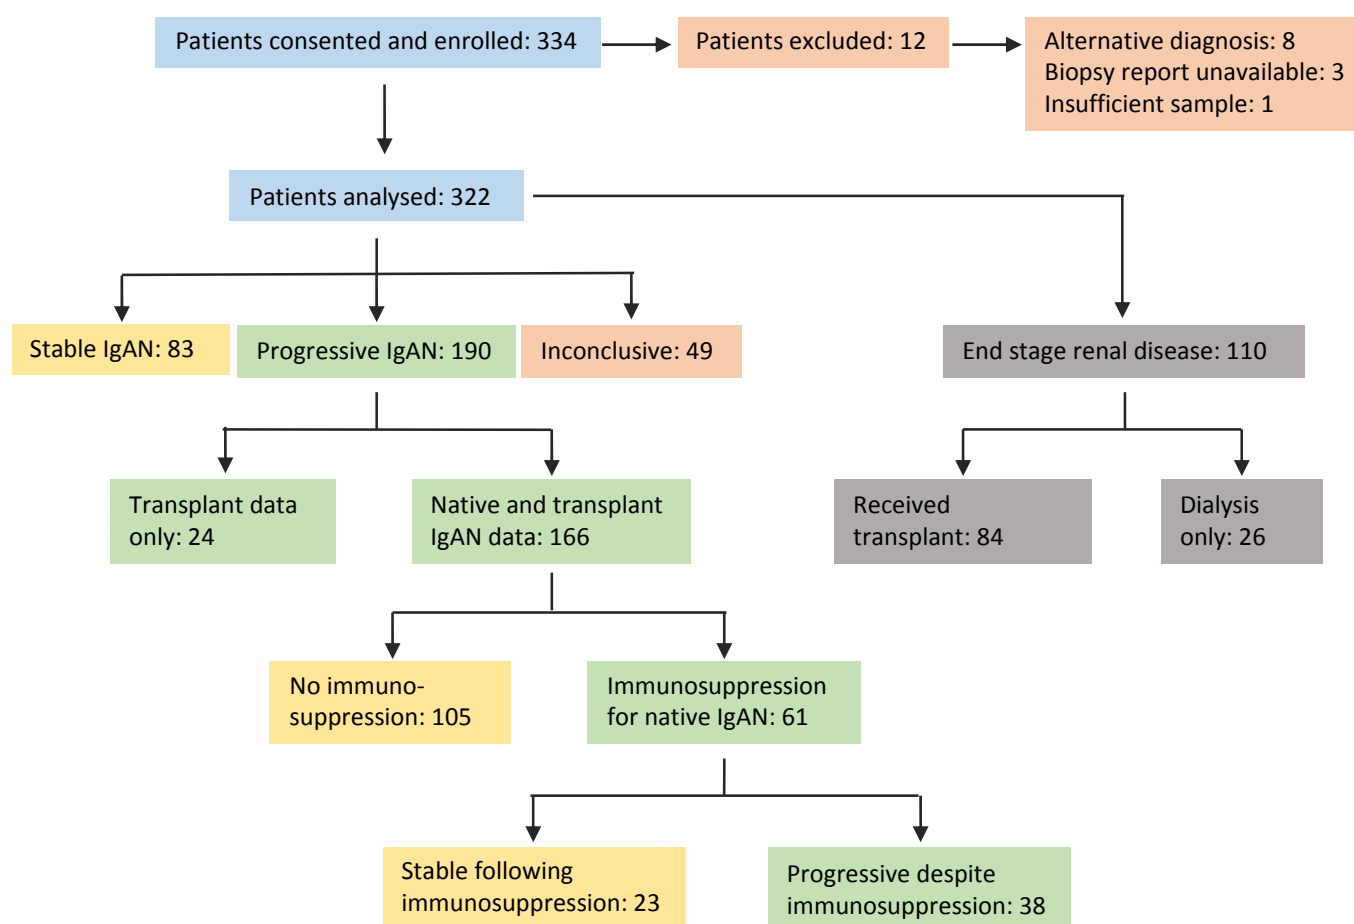 Patients consented and enrolled: 334
Patients excluded: 12
Alternative diagnosis: 8
Biopsy report unavailable: 3
Insufficient sample: 1
Patients analysed: 322
Stable IgAN: 83
Progressive IgAN: 190
Inconclusive: 49
End stage renal disease: 110
Transplant data
only: 24
Native and transplant
IgAN data: 166
Received
transplant: 84
Dialysis
only: 26
No immuno-
suppression: 105
Immunosuppression
for native IgAN: 61
Stable following
immunosuppression: 23
Progressive despite
immunosuppression: 38